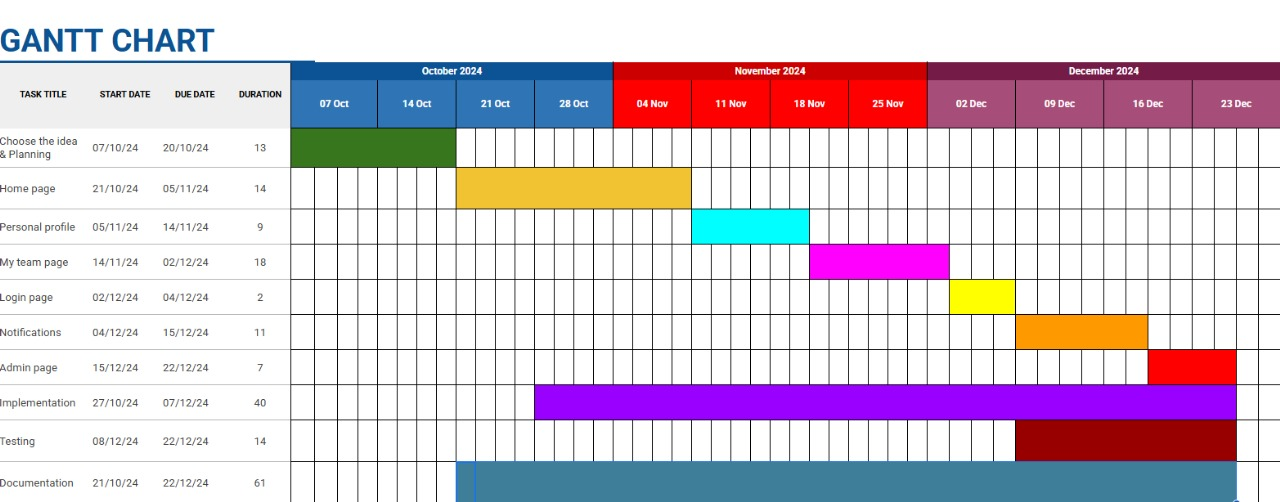 GANTT CHART
October 2024 November 2024 December 2024
TASK TITLE START DATE DUE DATE DURATION 07 Oct 14 Oct 21 Oct 28 Oct 04 Nov 11 Nov 18 Nov 25 Nov 02 Dec 09 Dec 16 Dec 23 Dec
Choose the idea
& Planning 07/10/24 20/10/24 13
Home page 21/10/24 05/11/24 14
Personal profile 05/11/24 14/11/24 9
My team page 14/11/24 02/12/24 18
Login page 02/12/24 04/12/24 2
Notifications 04/12/24 15/12/24 11
Admin page 15/12/24 22/12/24 7
Implementation 27/10/24 07/12/24 40
Testing 08/12/24 22/12/24 14
Documentation 21/10/24 22/12/24 61